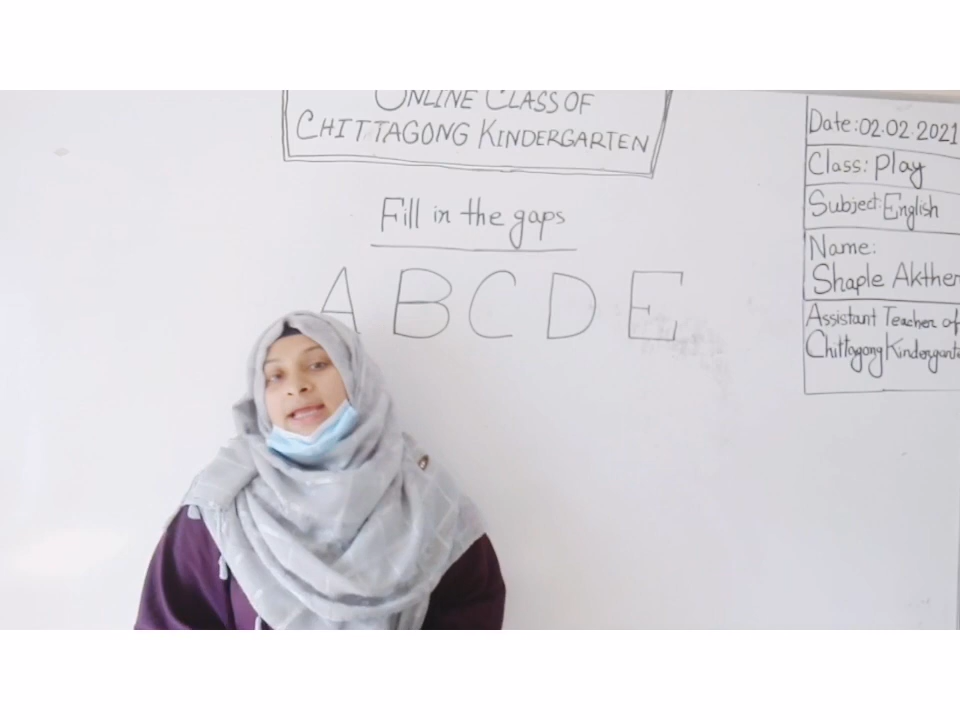 ONLINE CLASS OF
CHITTAGONG KINDERGARTEN
Fill in the gaps
A B C D E
Date: 02.02.2021
Class: Play
Subject: English
Name:
Shaple Akther
Assistant Teacher of
Chittagong Kindergarte